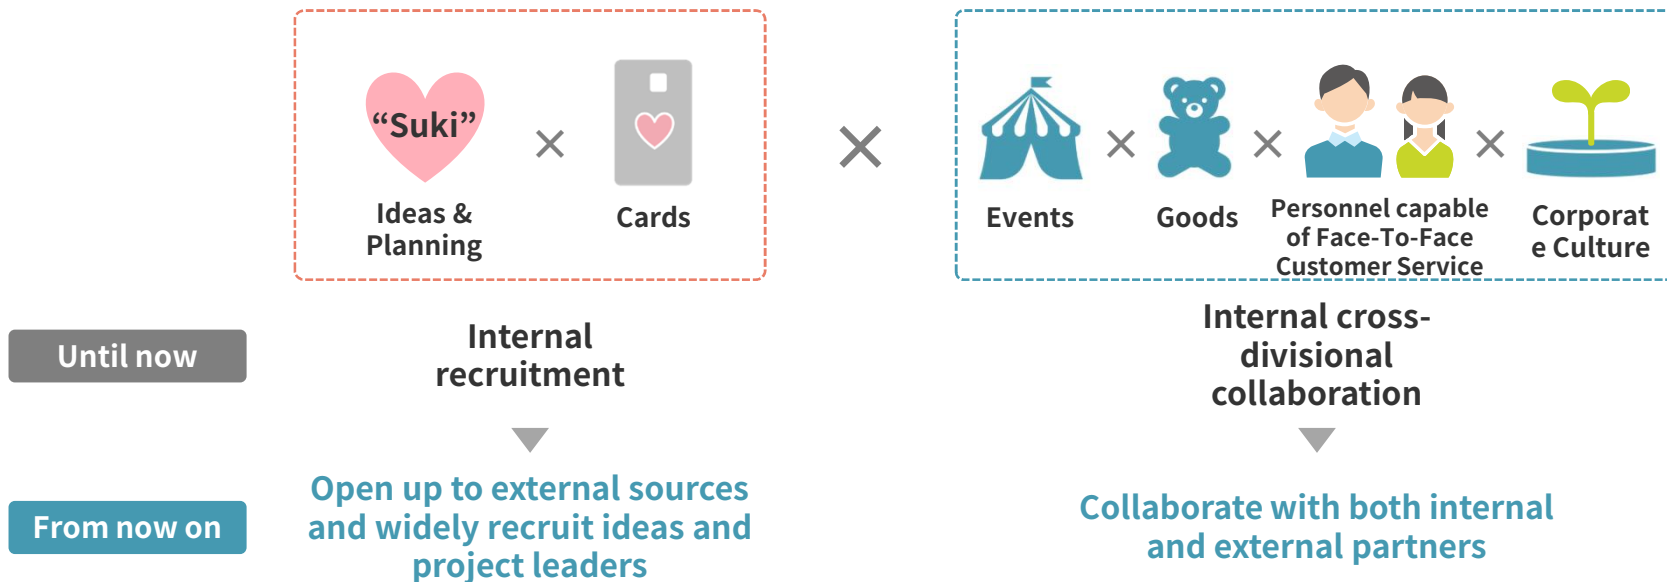 “Suki”
Ideas &
Planning
Cards
Events
Goods
Personnel capable
of Face-To-Face
Customer Service
Corporat
e Culture
Until now
Internal
recruitment
Internal cross-
divisional
collaboration
From now on
Open up to external sources
and widely recruit ideas and
project leaders
Collaborate with both internal
and external partners